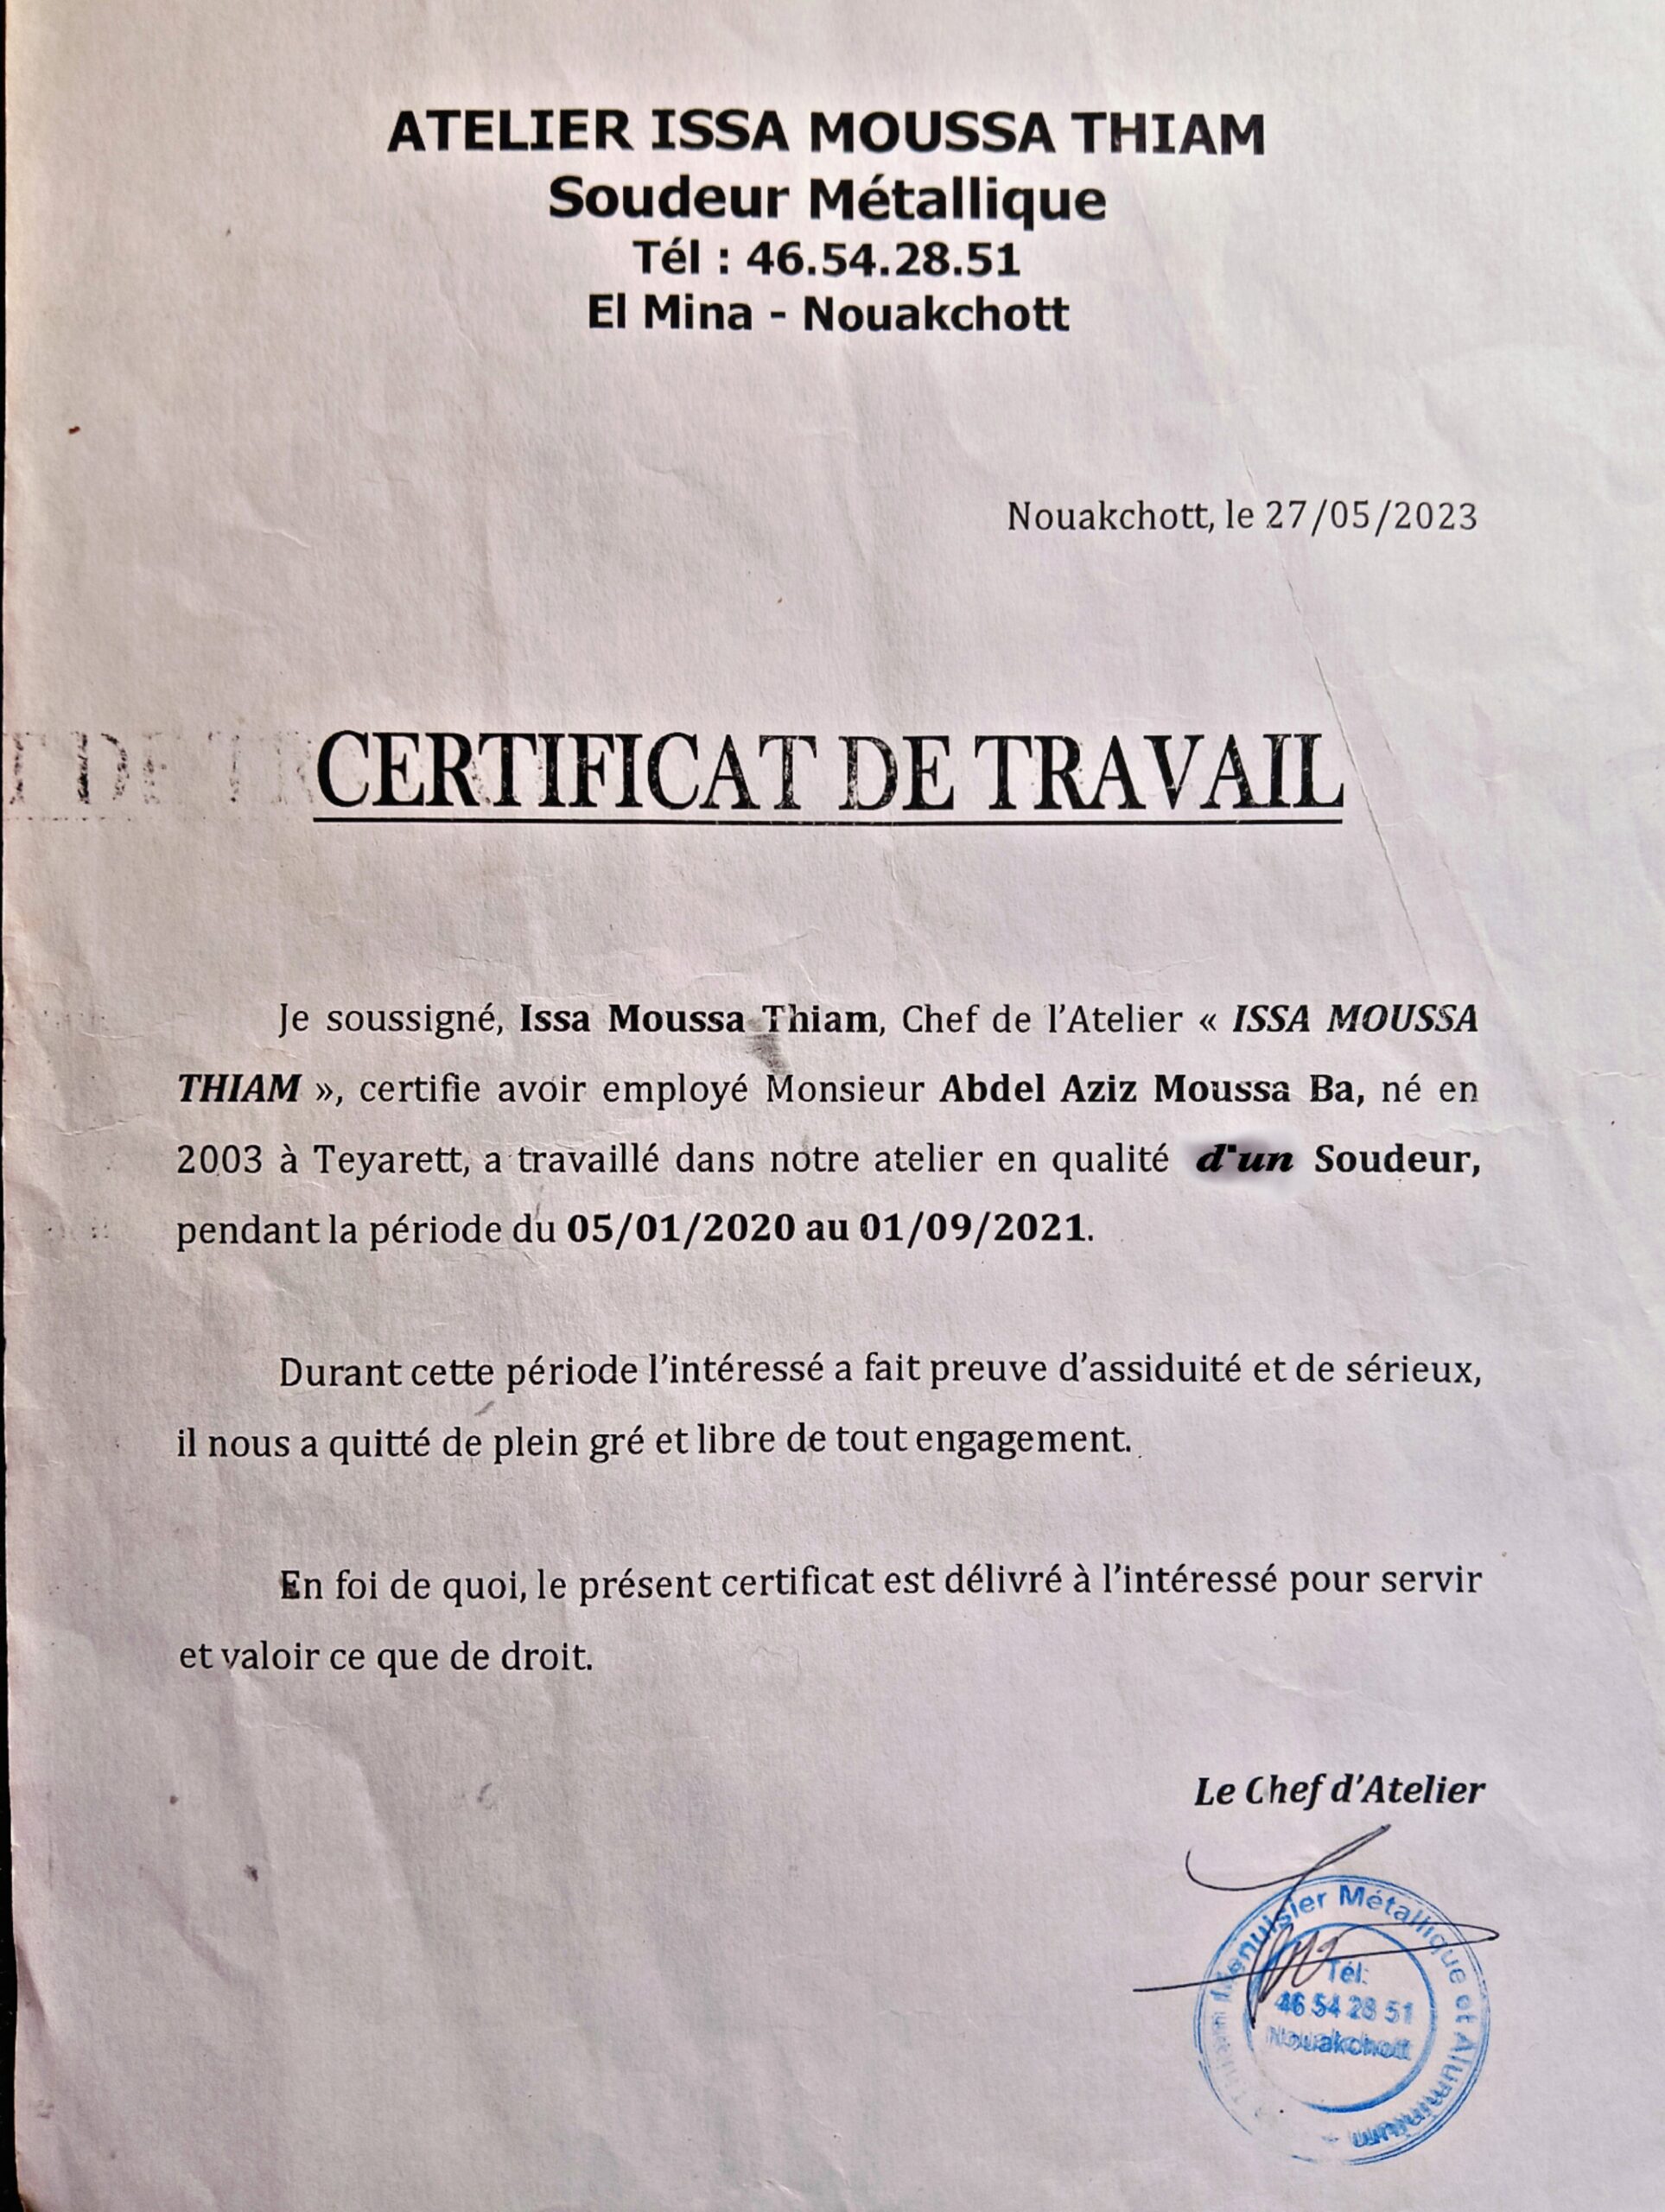 ATELIER ISSA MOUSSA THIAM
Soudeur Métallique
Tél : 46.54.28.51
El Mina - Nouakchott
Nouakchott, le 27/05/2023
CERTIFICAT DE TRAVAIL
Je soussigné, Issa Moussa Thiam, Chef de l'Atelier « ISSA MOUSSA
THIAM », certifie avoir employé Monsieur Abdel Aziz Moussa Ba, né en
2003 à Teyarett, a travaillé dans notre atelier en qualité d'un Soudeur,
pendant la période du 05/01/2020 au 01/09/2021.
Durant cette période l'intéressé a fait preuve d'assiduité et de sérieux,
il nous a quitté de plein gré et libre de tout engagement.
En foi de quoi, le présent certificat est délivré à l'intéressé pour servir
et valoir ce que de droit.
Le Chef d'Atelier
Menuisier Métallique et Aluminium
Tél:
46 54 28 51
Nouakchott